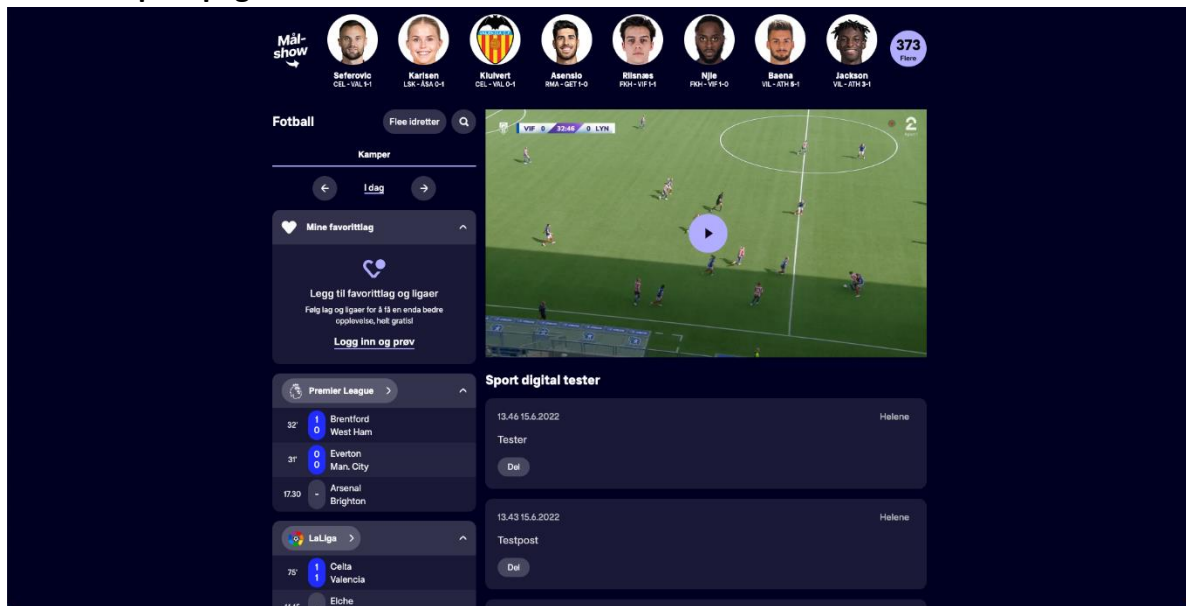 Mål-
show
373
Flere
Seferovic
CEL - VAL 1-1
Karlsen
LSK - ÅSA 0-1
Kluivert
CEL - VAL 0-1
Asensio
RMA - GET 1-0
Riisnæs
FKH - VIF 1-1
Njie
FKH - VIF 1-0
Baena
VIL - ATH 5-1
Jackson
VIL - ATH 3-1
Fotball
Flee idretter
Kamper
I dag
Mine favorittlag
Legg til favorittlag og ligaer
Følg lag og ligaer for å få en enda bedre
opplevelse, helt gratis!
Logg inn og prøv
Premier League
32'
1
0
Brentford
West Ham
31'
0
0
Everton
Man. City
17.30
-
Arsenal
Brighton
LaLiga
75'
1
1
Celta
Valencia
Elche
VIF 0 32:46 0 LYN
2
Sport digital tester
13.46 15.6.2022
Helene
Tester
Del
13.43 15.6.2022
Helene
Testpost
Del